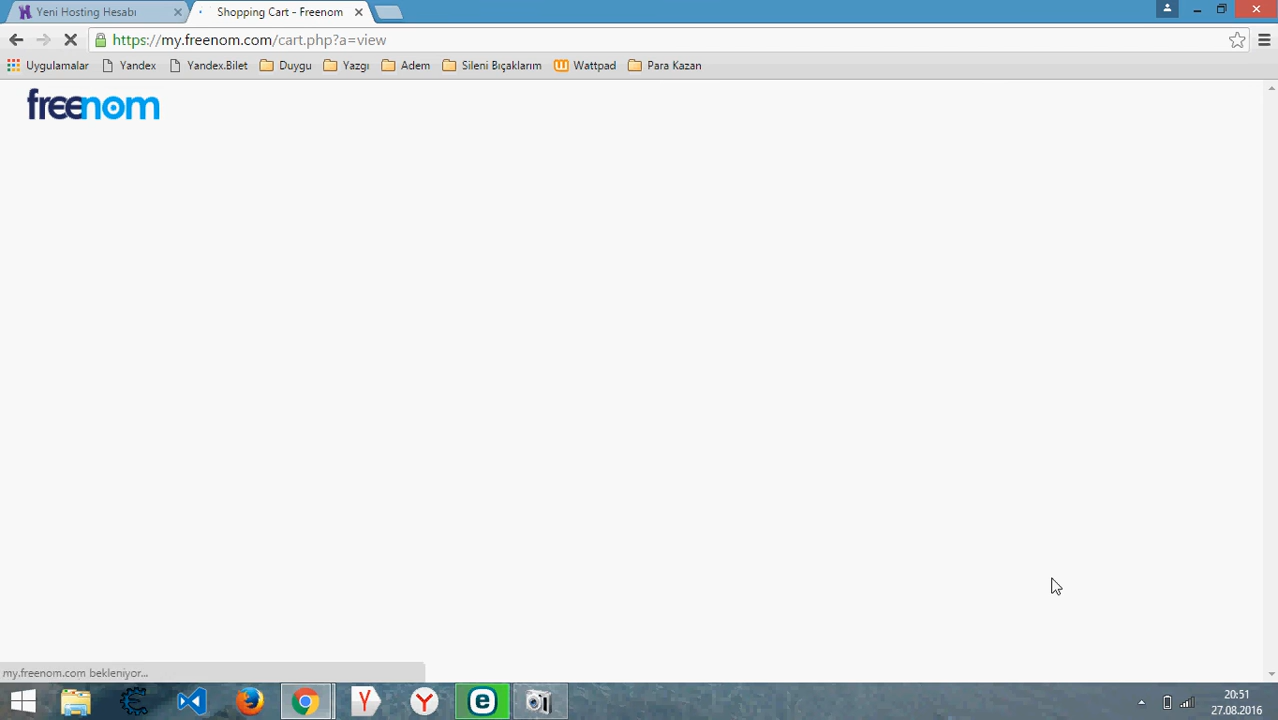 Yeni Hosting Hesabı
Shopping Cart - Freenom
https://my.freenom.com/cart.php?a=view
Uygulamalar Yandex Yandex.Bilet Duygu Yazgı Adem Sileni Bıçaklarım Wattpad Para Kazan
freenom
my.freenom.com bekleniyor...
20:51
27.08.2016